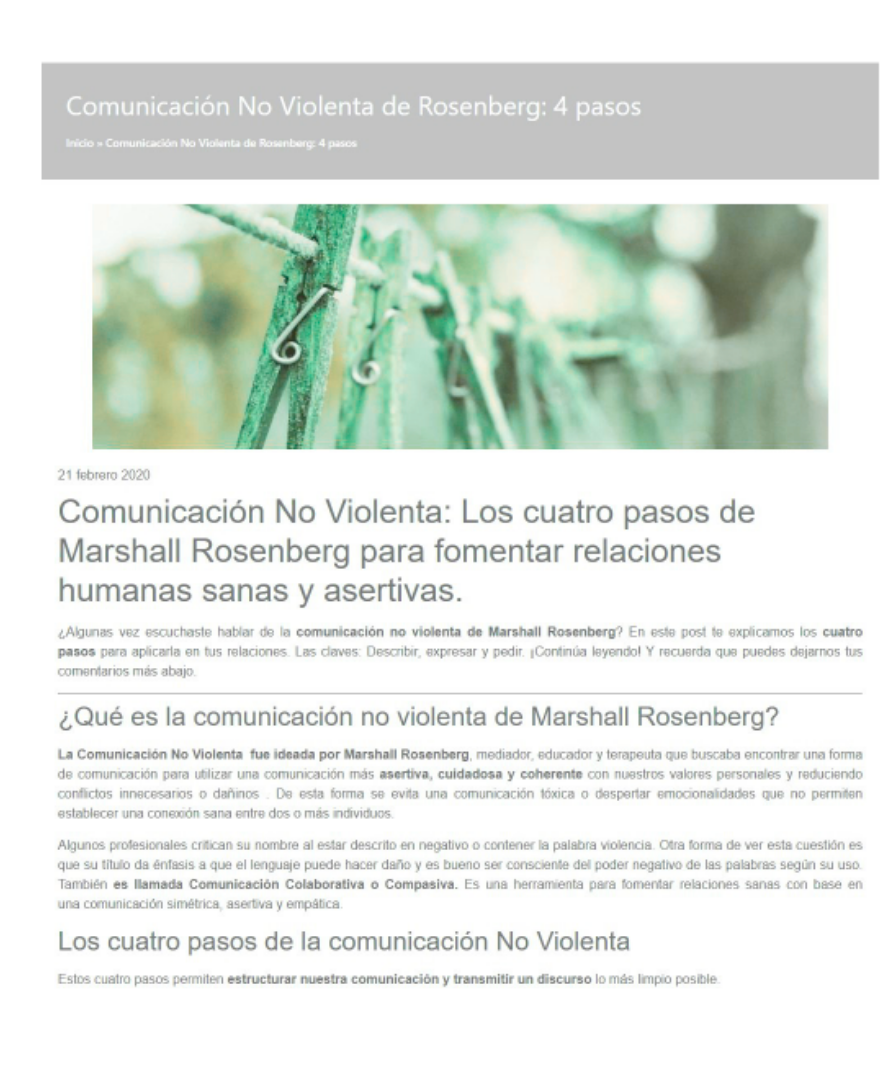 Comunicación No Violenta de Rosenberg: 4 pasos
Inicio » Comunicación No Violenta de Rosenberg: 4 pasos
21 febrero 2020
Comunicación No Violenta: Los cuatro pasos de
Marshall Rosenberg para fomentar relaciones
humanas sanas y asertivas.
¿Algunas vez escuchaste hablar de la comunicación no violenta de Marshall Rosenberg? En este post te explicamos los cuatro
pasos para aplicarla en tus relaciones. Las claves: Describir, expresar y pedir. ¡Continúa leyendo! Y recuerda que puedes dejarnos tus
comentarios más abajo.
¿Qué es la comunicación no violenta de Marshall Rosenberg?
La Comunicación No Violenta fue ideada por Marshall Rosenberg, mediador, educador y terapeuta que buscaba encontrar una forma
de comunicación para utilizar una comunicación más asertiva, cuidadosa y coherente con nuestros valores personales y reduciendo
conflictos innecesarios o dañinos . De esta forma se evita una comunicación tóxica o despertar emocionalidades que no permiten
establecer una conexión sana entre dos o más individuos.
Algunos profesionales critican su nombre al estar descrito en negativo o contener la palabra violencia. Otra forma de ver esta cuestión es
que su título da énfasis a que el lenguaje puede hacer daño y es bueno ser consciente del poder negativo de las palabras según su uso.
También es llamada Comunicación Colaborativa o Compasiva. Es una herramienta para fomentar relaciones sanas con base en
una comunicación simétrica, asertiva y empática.
Los cuatro pasos de la comunicación No Violenta
Estos cuatro pasos permiten estructurar nuestra comunicación y transmitir un discurso lo más limpio posible.